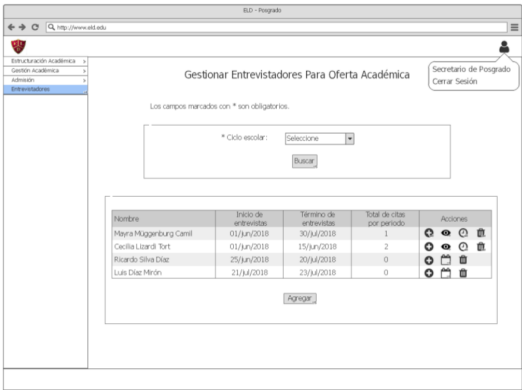 ELD - Posgrado
http://www.eld.edu
Estructuración Académica
Gestión Académica
Admisión
Entrevistadores
Secretario de Posgrado
Cerrar Sesión
Gestionar Entrevistadores Para Oferta Académica
Los campos marcados con * son obligatorios.
* Ciclo escolar: Seleccione
Buscar
Nombre Inicio de entrevistas Término de entrevistas Total de citas por periodo Acciones
Mayra Müggenburg Camil 01/jun/2018 30/jul/2018 1
Cecilia Lizardi Tort 01/jun/2018 15/jun/2018 2
Ricardo Silva Díaz 25/jun/2018 20/jul/2018 0
Luis Díaz Mirón 21/jul/2018 23/jul/2018 0
Agregar